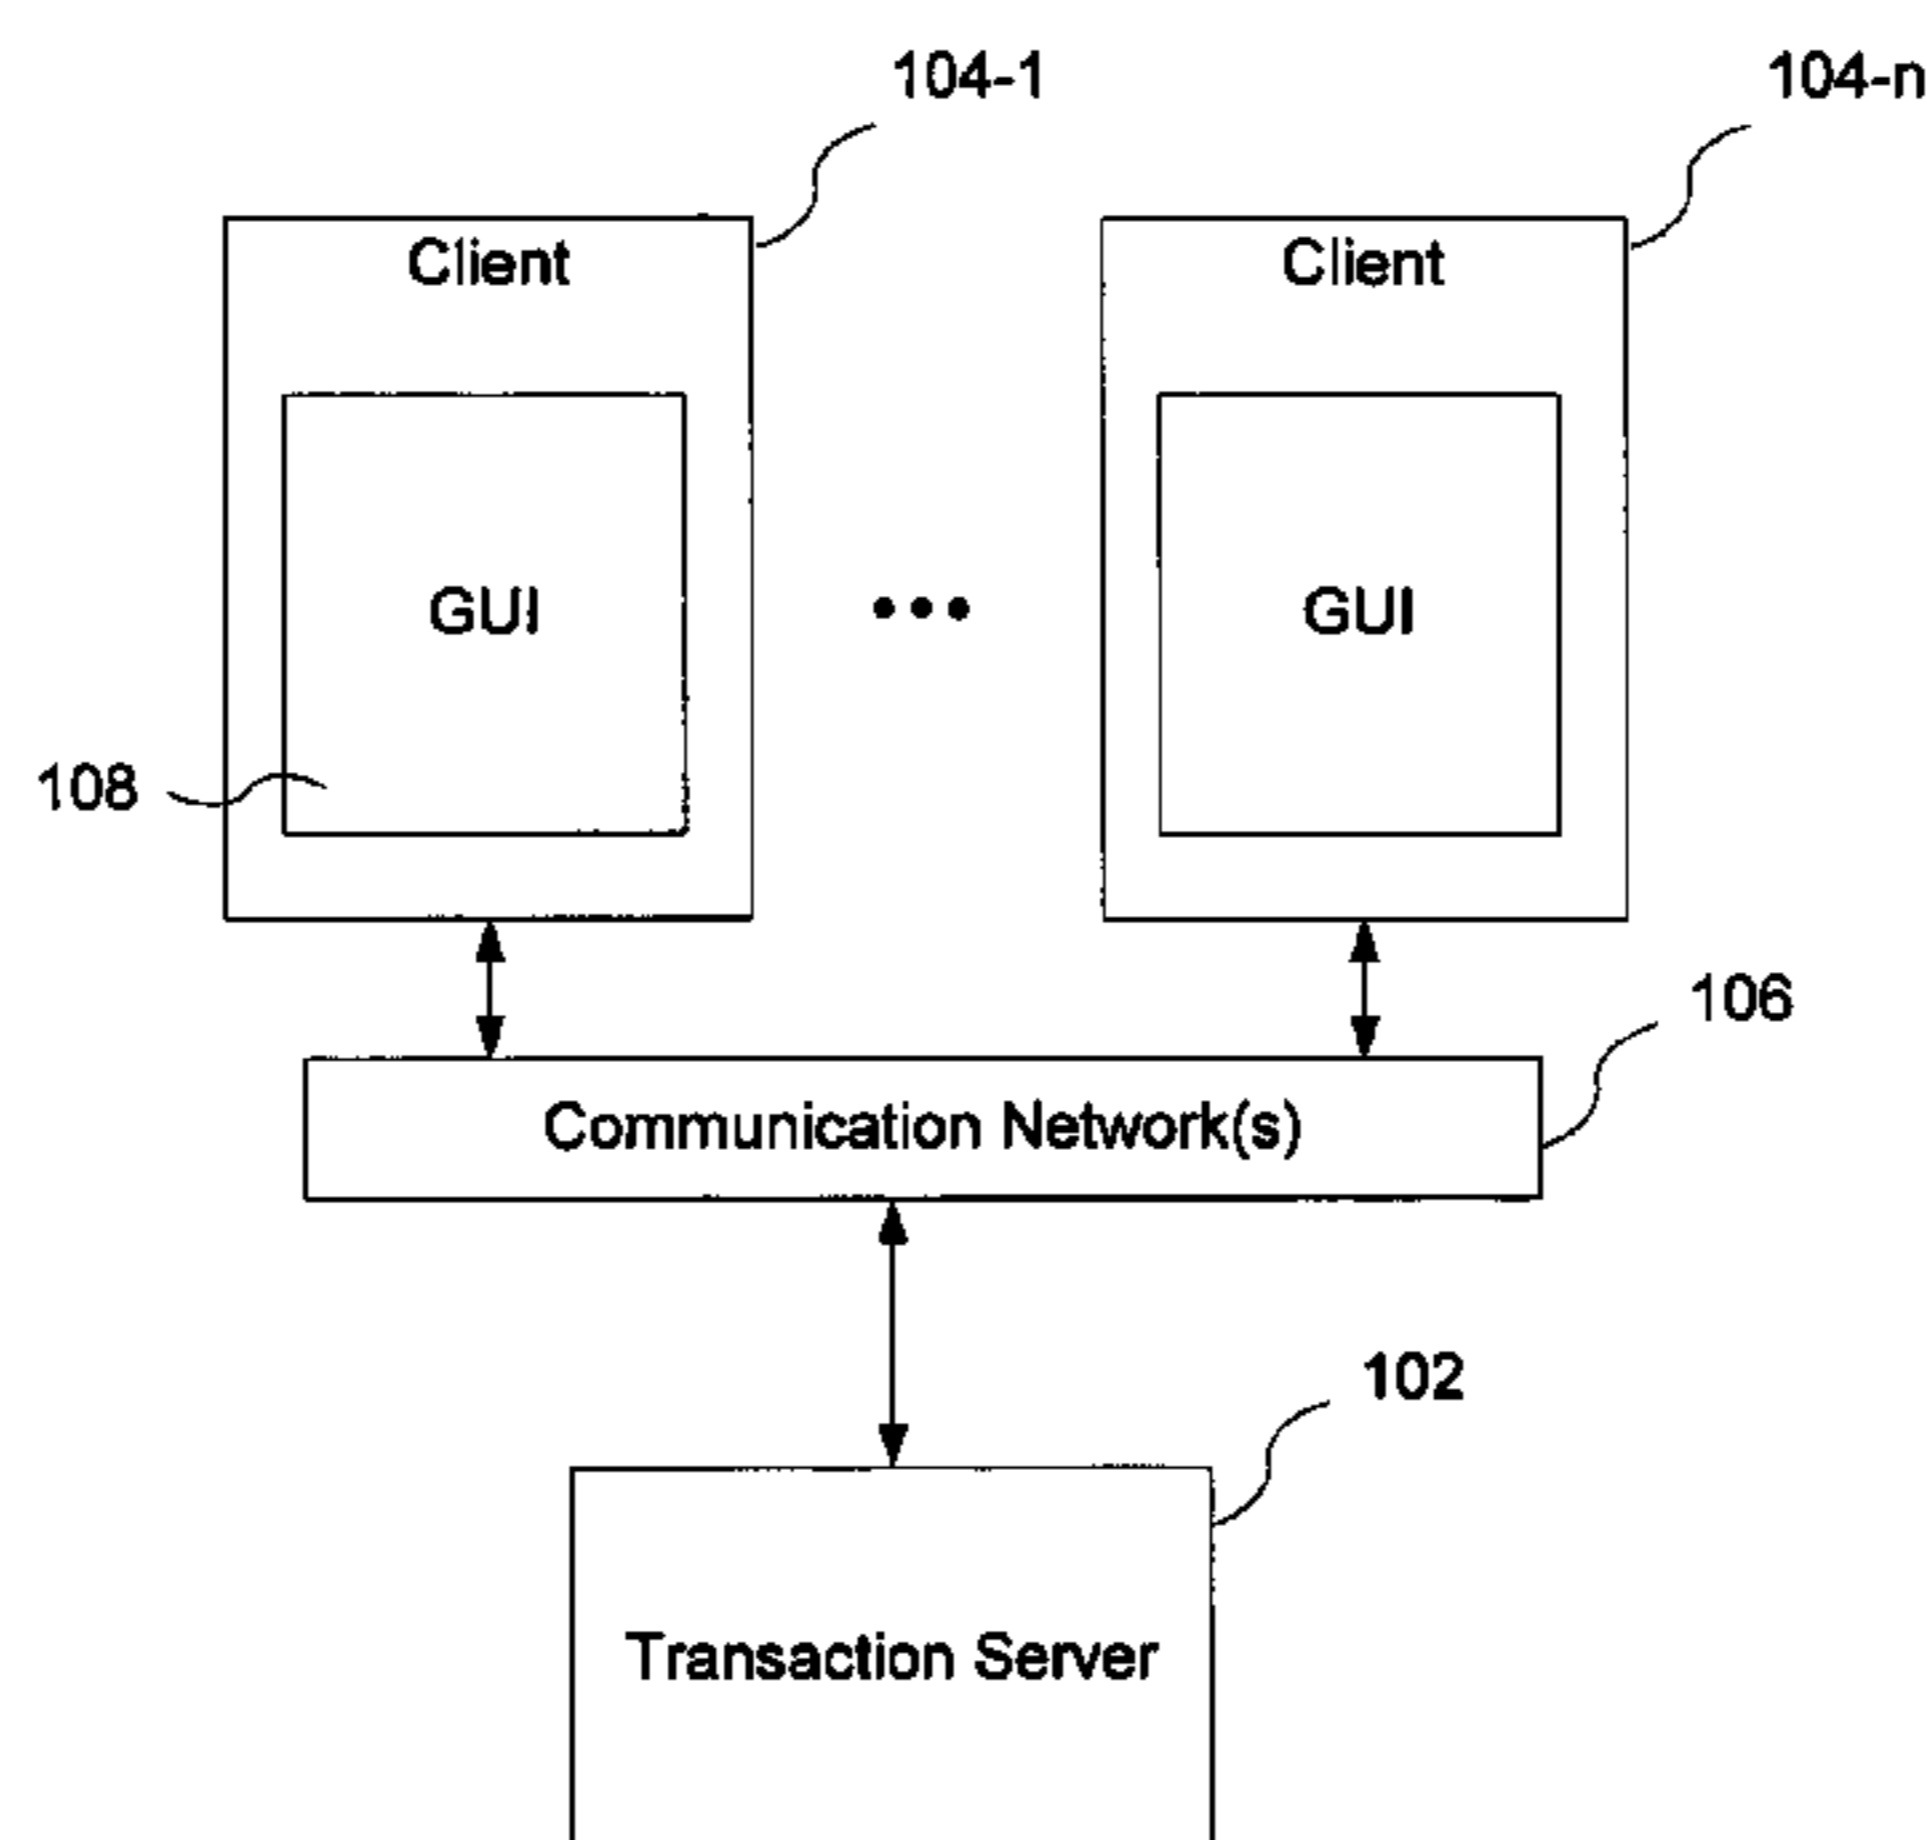 104-1
104-n
Client
Client
GUI
•••
GUI
108
106
Communication Network(s)
102
Transaction Server